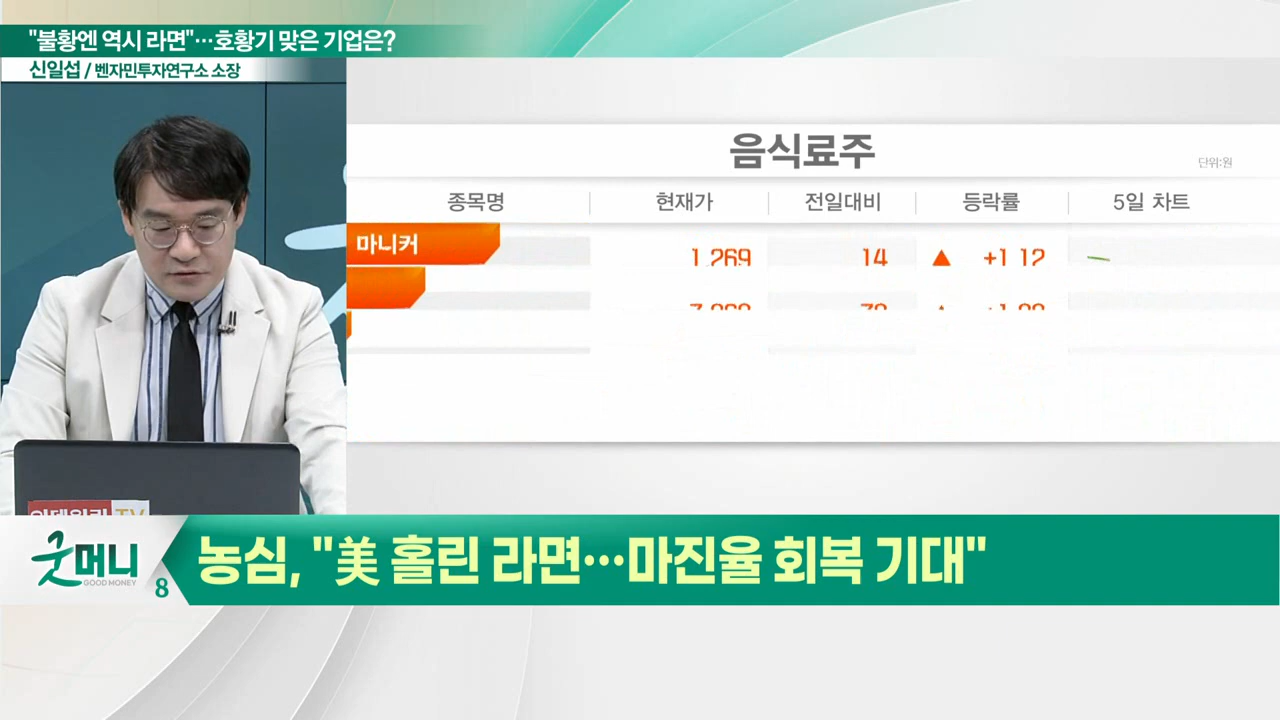 "불황엔 역시 라면"…호황기 맞은 기업은?
신일섭 / 벤자민투자연구소 소장
음식료주
단위:원
종목명 현재가 전일대비 등락률 5일 차트
마니커 1,269 14 ▲ +1.12
굿머니
GOOD MONEY
8
농심, "美 홀린 라면…마진율 회복 기대"